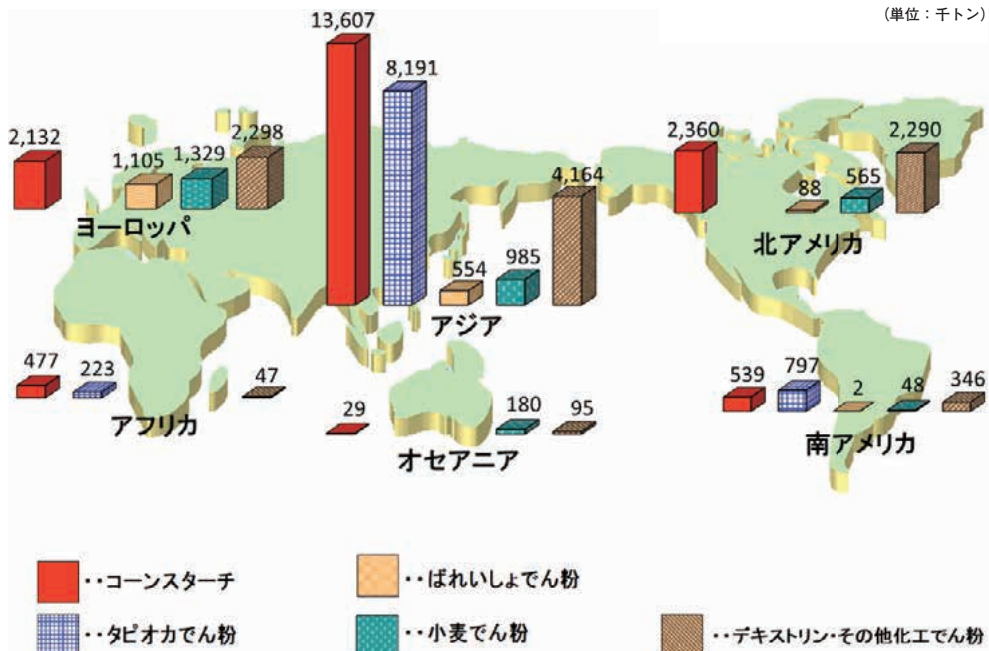 (単位：千トン)
13,607
8,191
2,132
1,105
1,329
2,298
ヨーロッパ
554
985
4,164
アジア
2,360
88
565
2,290
北アメリカ
477
223
47
アフリカ
29
180
95
オセアニア
539
797
2
48
346
南アメリカ
‥コーンスターチ
‥ばれいしょでん粉
‥タピオカでん粉
‥小麦でん粉
‥デキストリン・その他化工でん粉